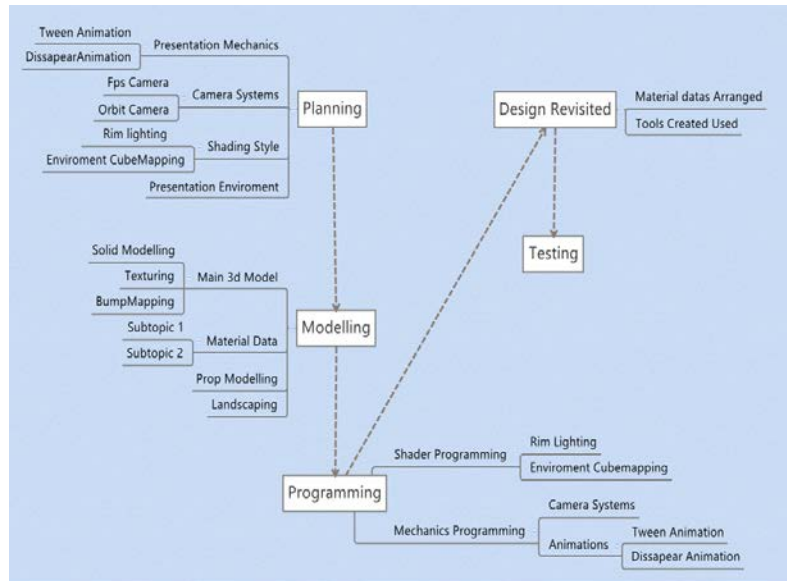 Tween Animation
DissapearAnimation
Presentation Mechanics
Fps Camera
Orbit Camera
Camera Systems
Rim lighting
Enviroment CubeMapping
Shading Style
Presentation Enviroment
Planning
Solid Modelling
Texturing
BumpMapping
Main 3d Model
Subtopic 1
Subtopic 2
Material Data
Prop Modelling
Landscaping
Modelling
Programming
Shader Programming
Rim Lighting
Enviroment Cubemapping
Mechanics Programming
Camera Systems
Animations
Tween Animation
Dissapear Animation
Design Revisited
Material datas Arranged
Tools Created Used
Testing